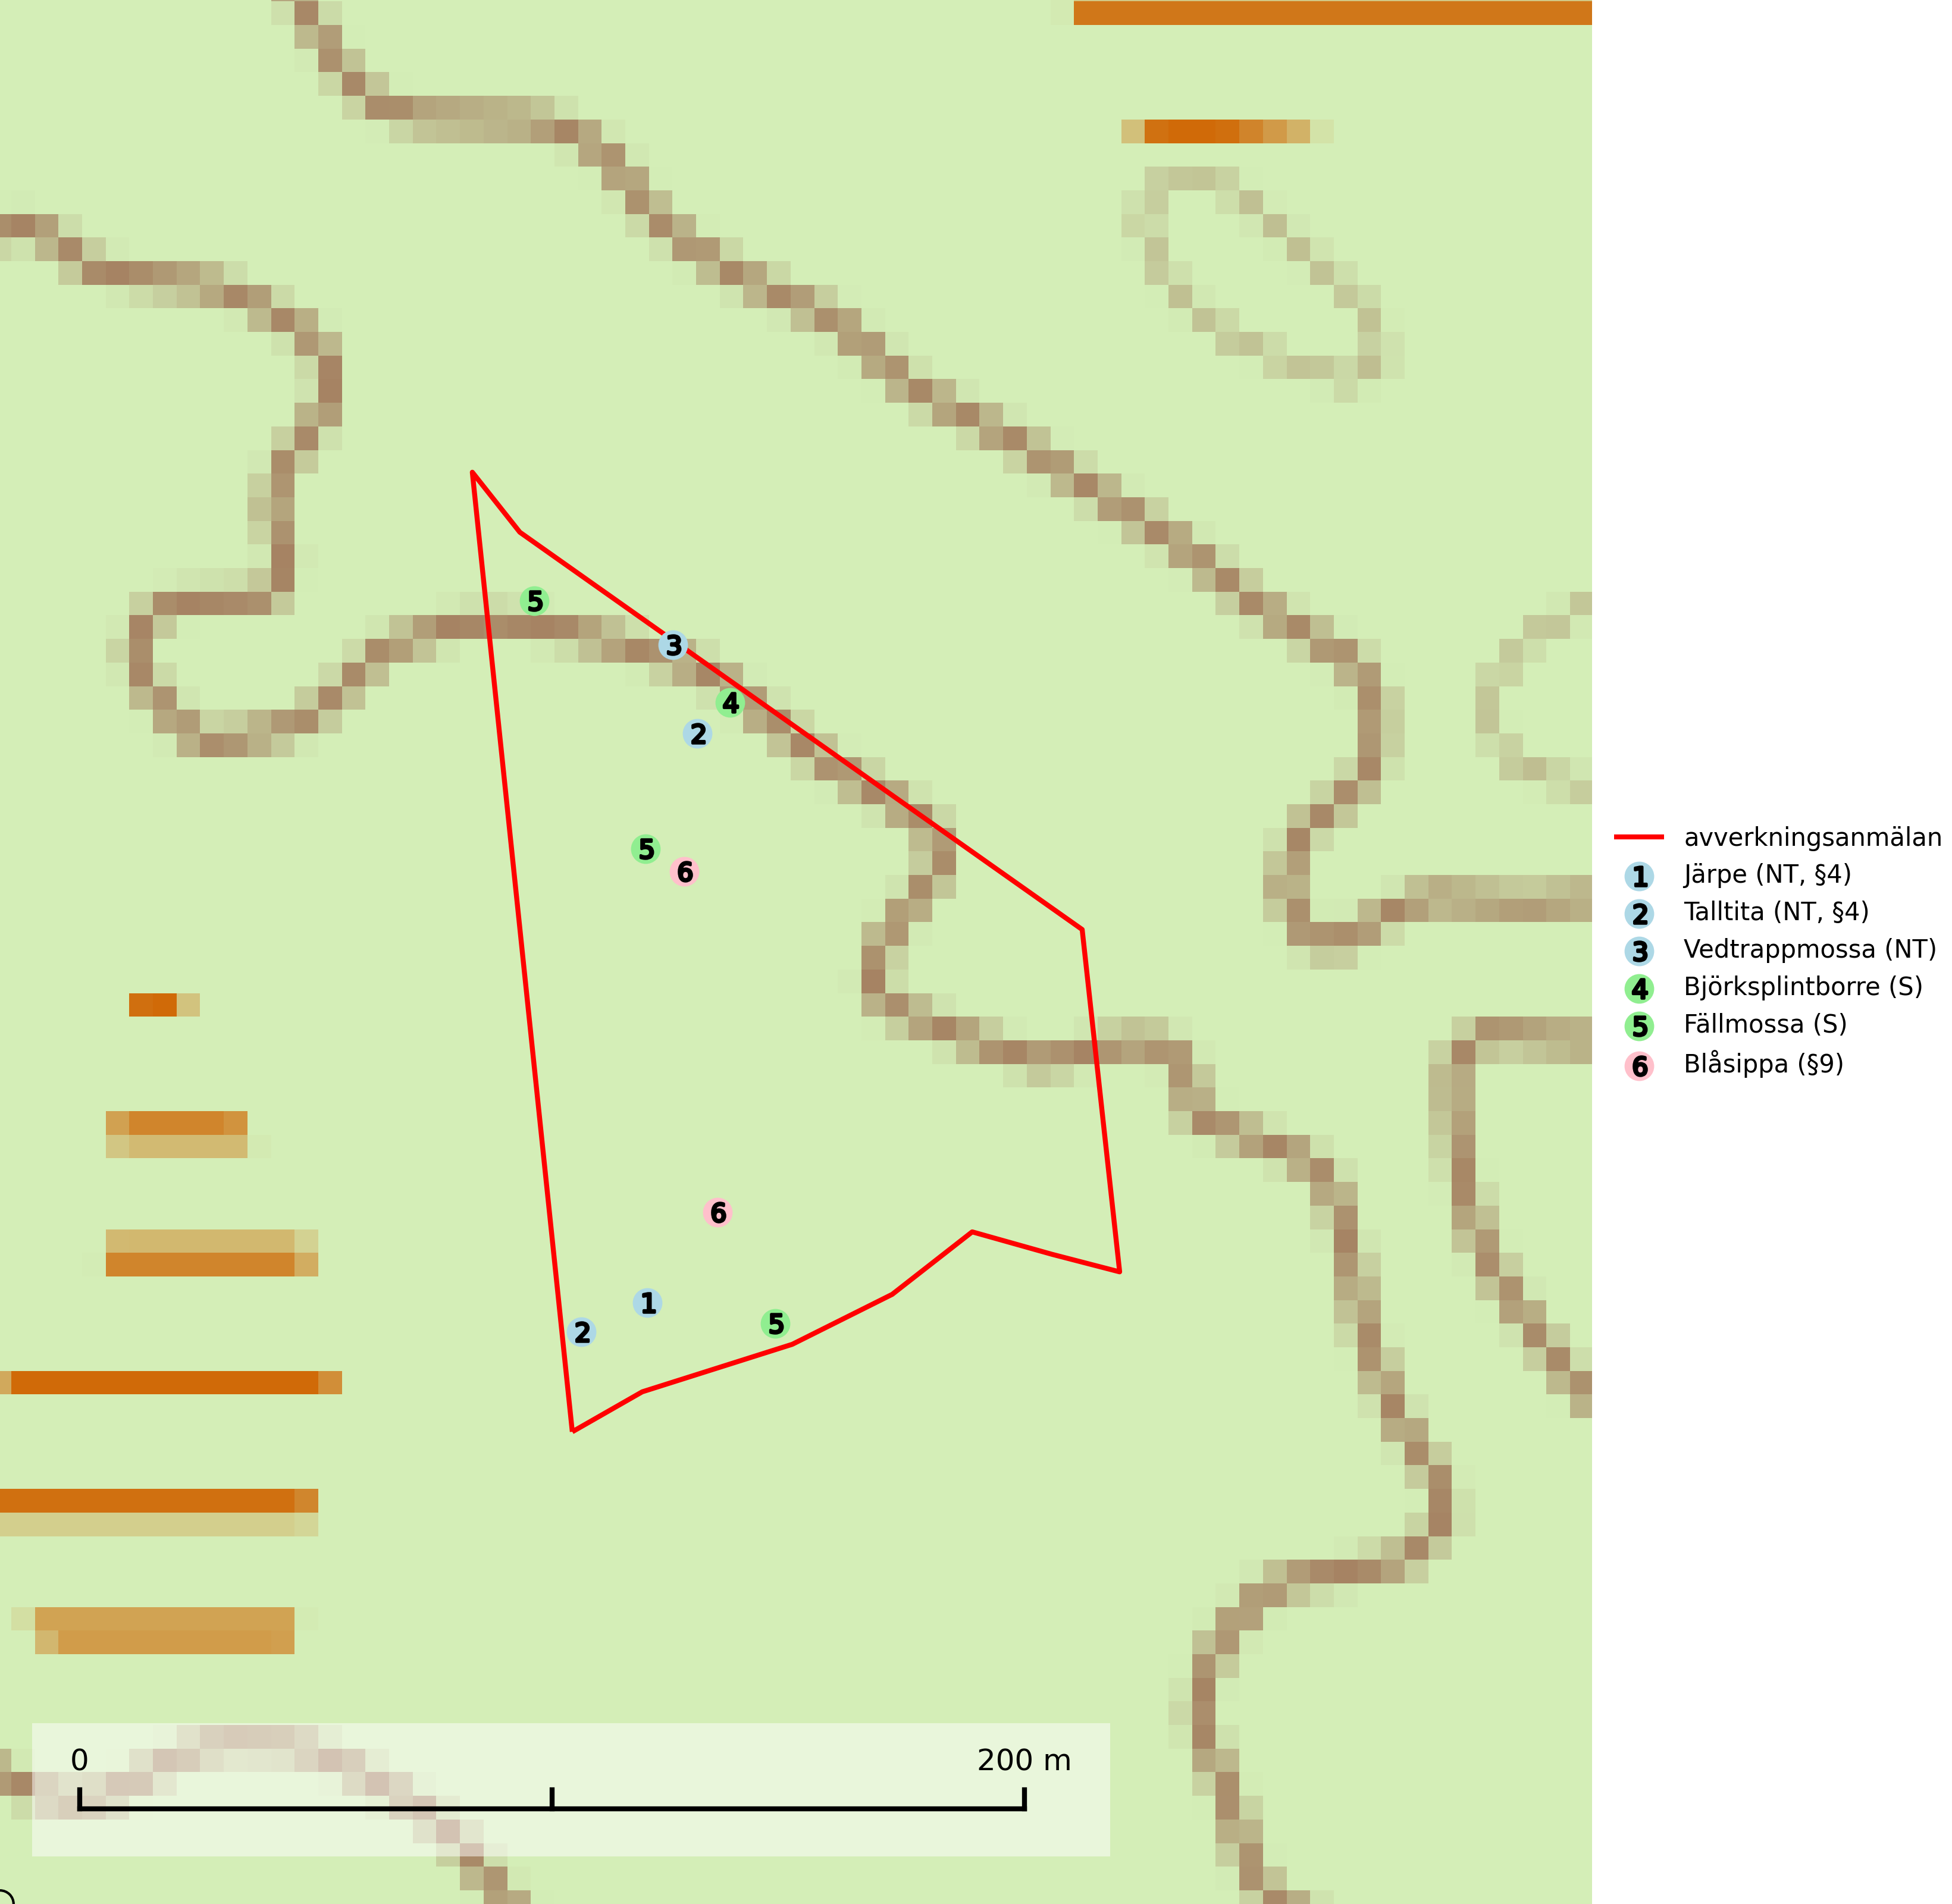 5
3
4
2
5
6
6
1
5
2
avverkningsanmälan
1 Järpe (NT, §4)
2 Talltita (NT, §4)
3 Vedtrappmossa (NT)
4 Björksplintborre (S)
5 Fällmossa (S)
6 Blåsippa (§9)
0 200 m